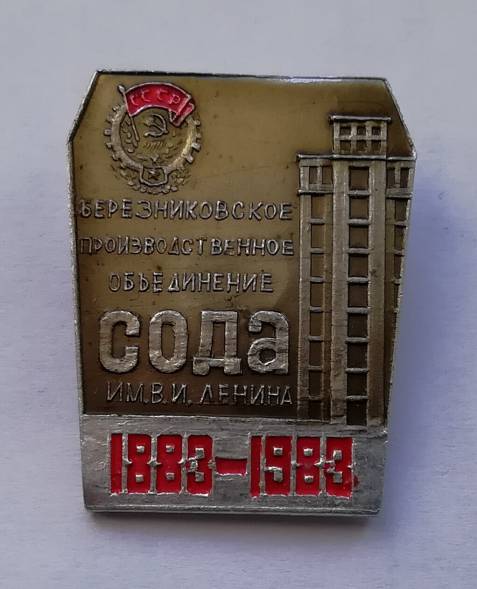 СССР
БЕРЕЗНИКОВСКОЕ
ПРОИЗВОДСТВЕННОЕ
ОБЪЕДИНЕНИЕ
СОДА
ИМ.В.И. ЛЕНИНА
1883-1983